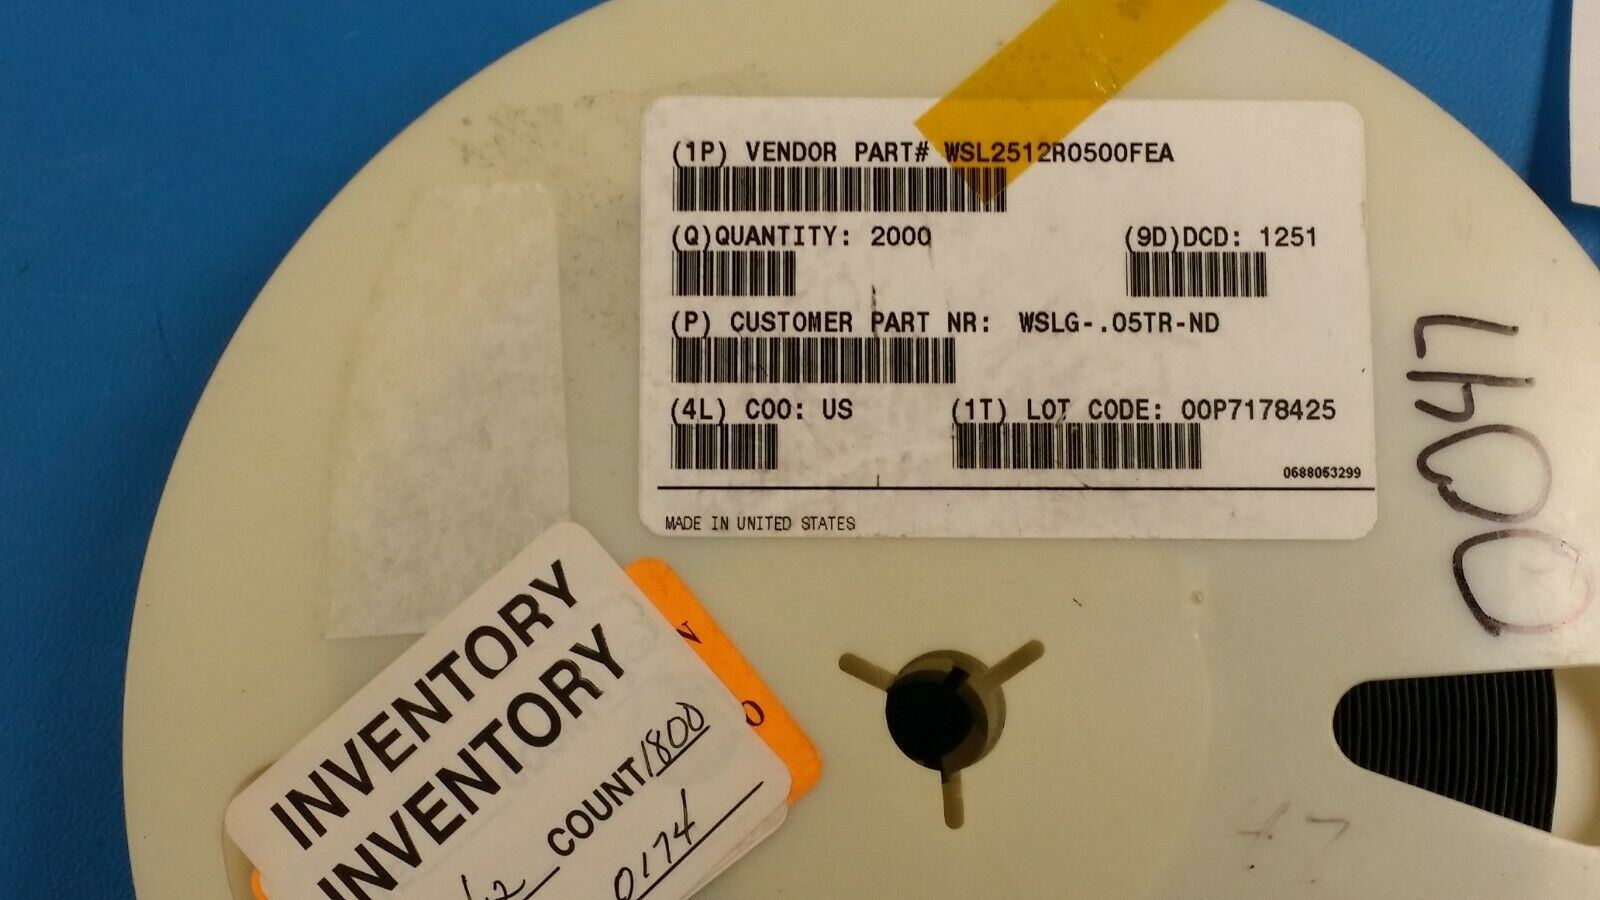 (1P) VENDOR PART# WSL2512R0500FEA
(Q)QUANTITY: 2000 (9D)DCD: 1251
(P) CUSTOMER PART NR: WSLG-.05TR-ND
(4L) COO: US (1T) LOT CODE: 00P7178425
0688053299
MADE IN UNITED STATES
INVENTORY
INVENTORY
COUNT 1800
0174
N
O